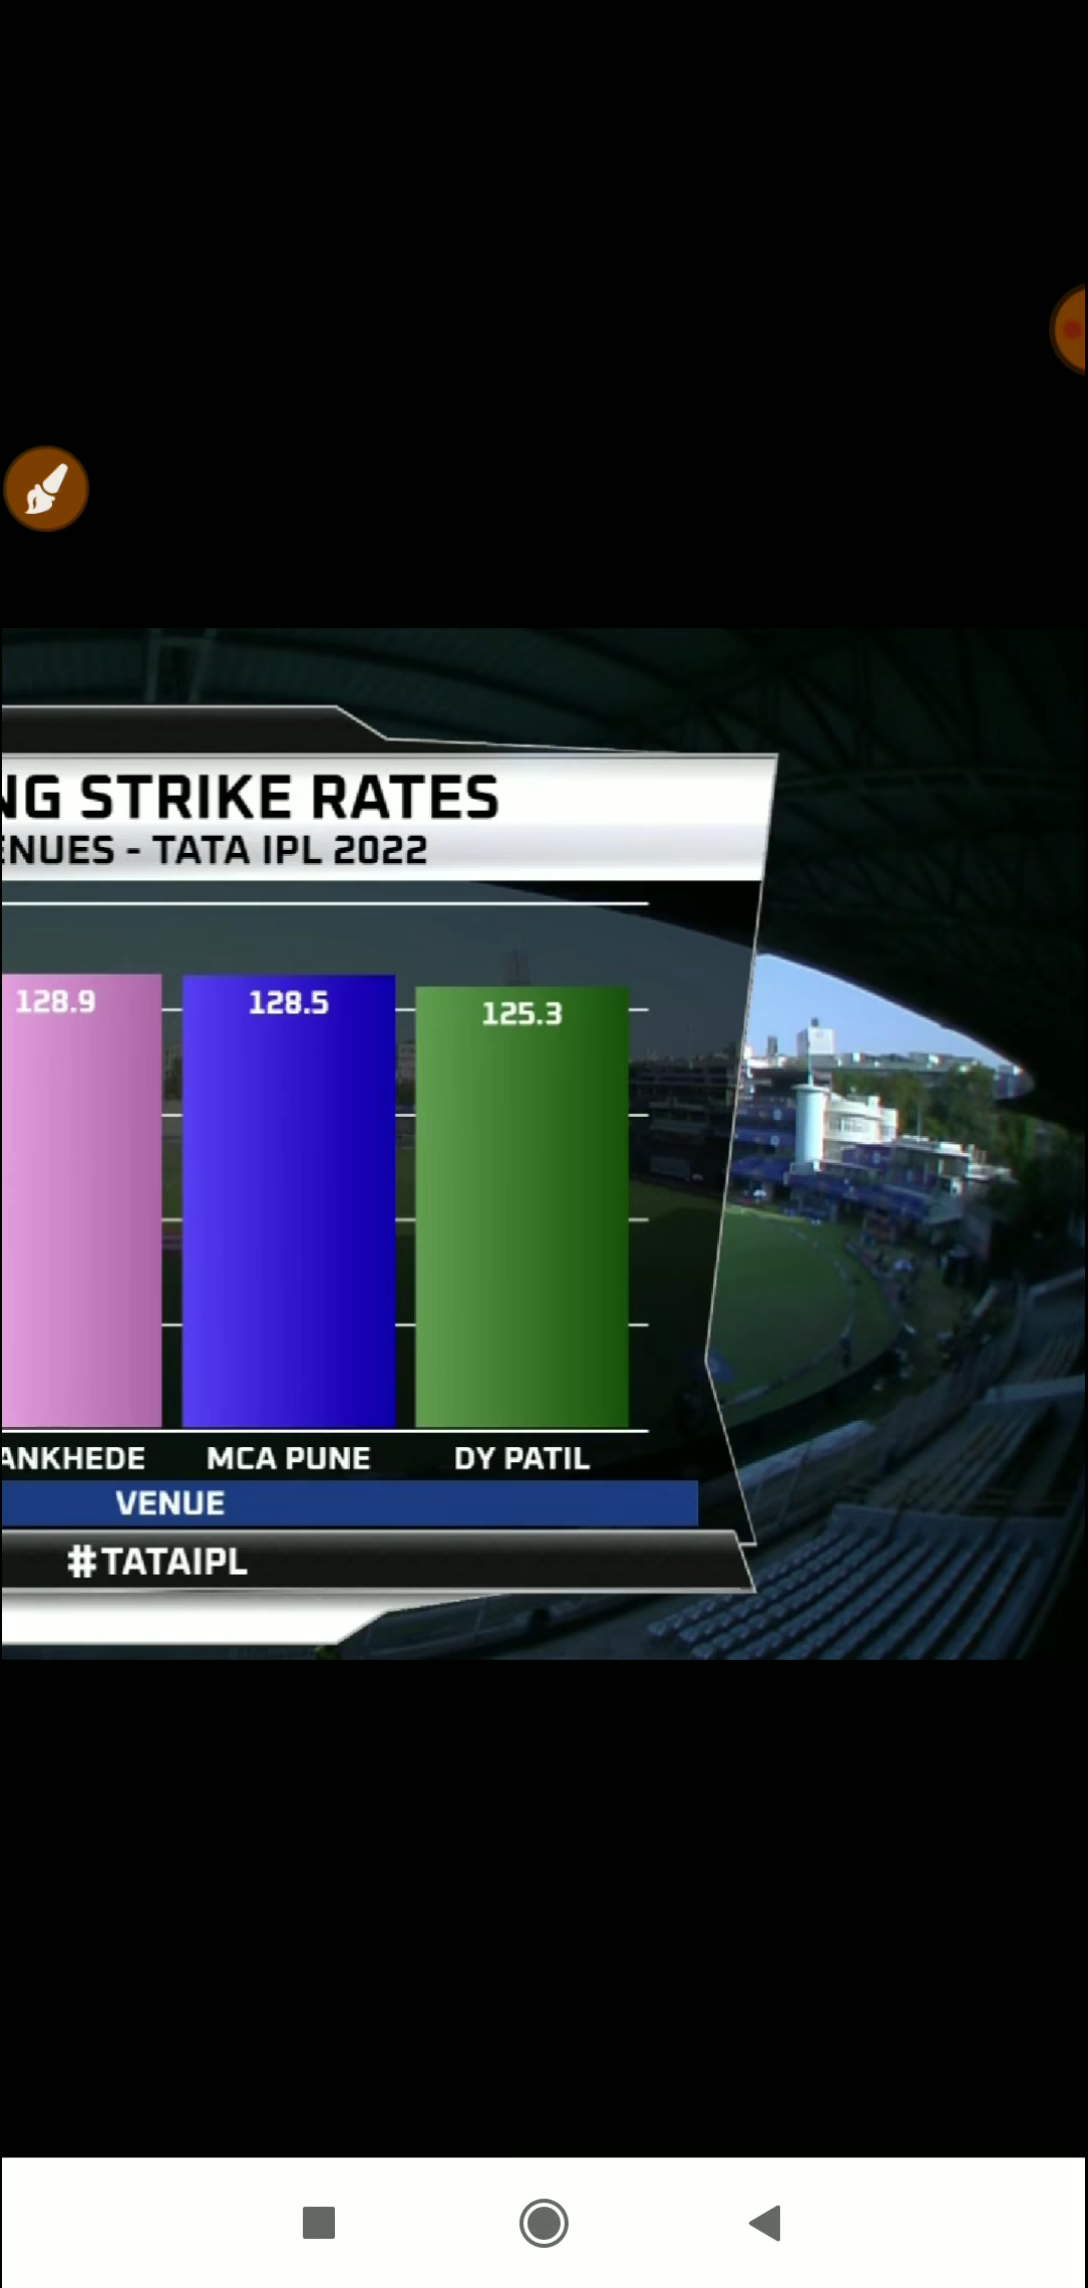 NG STRIKE RATES
ENUES - TATA IPL 2022
128.9 128.5 125.3
ANKHEDE MCA PUNE DY PATIL
VENUE
#TATAIPL